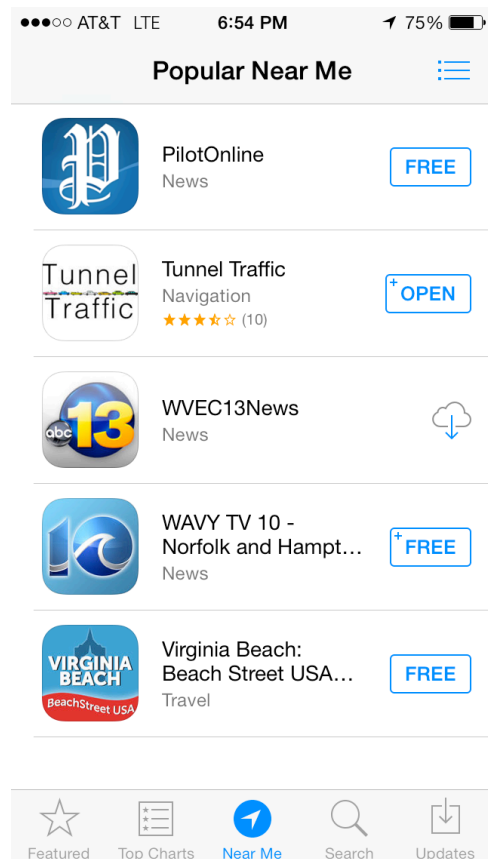 AT&T LTE 6:54 PM 75%
Popular Near Me
PilotOnline
News
FREE
Tunnel
Traffic
Tunnel Traffic
Navigation
(10)
+OPEN
abc 13
WVEC13News
News
10
WAVY TV 10 -
Norfolk and Hampt...
News
+FREE
VIRGINIA
BEACH
BeachStreet USA
Virginia Beach:
Beach Street USA...
Travel
FREE
Featured Top Charts Near Me Search Updates